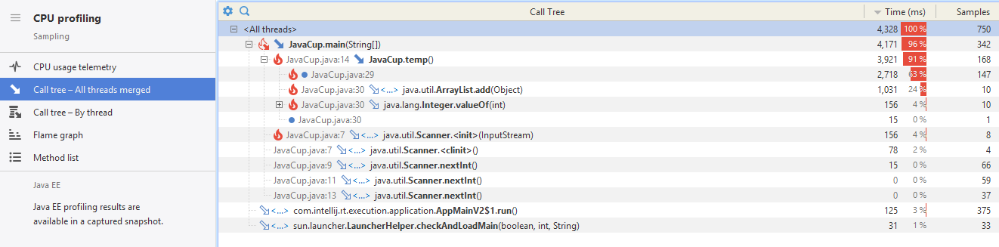 CPU profiling
Sampling
CPU usage telemetry
Call tree – All threads merged
Call tree – By thread
Flame graph
Method list
Java EE
Java EE profiling results are
available in a captured snapshot.
Call Tree Time (ms) Samples
<All threads> 4,328 100 % 750
JavaCup.main(String[]) 4,171 96 % 342
JavaCup.java:14 JavaCup.temp() 3,921 91 % 168
JavaCup.java:29 2,718 63 % 147
JavaCup.java:30 <...> java.util.ArrayList.add(Object) 1,031 24 % 10
JavaCup.java:30 <...> java.lang.Integer.valueOf(int) 156 4 % 10
JavaCup.java:30 15 0 % 1
JavaCup.java:7 <...> java.util.Scanner.<init>(InputStream) 156 4 % 8
JavaCup.java:7 <...> java.util.Scanner.<clinit>() 78 2 % 4
JavaCup.java:9 <...> java.util.Scanner.nextInt() 15 0 % 66
JavaCup.java:11 <...> java.util.Scanner.nextInt() 0 0 % 59
JavaCup.java:13 <...> java.util.Scanner.nextInt() 0 0 % 37
<...> com.intellij.rt.execution.application.AppMainV2$1.run() 125 3 % 375
<...> sun.launcher.LauncherHelper.checkAndLoadMain(boolean, int, String) 31 1 % 33